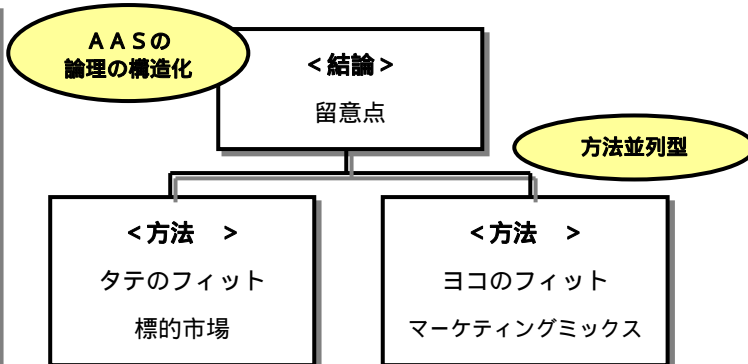 ＡＡＳの
論理の構造化
＜結論＞
留意点
方法並列型
＜方法　＞
タテのフィット
標的市場
＜方法　＞
ヨコのフィット
マーケティングミックス